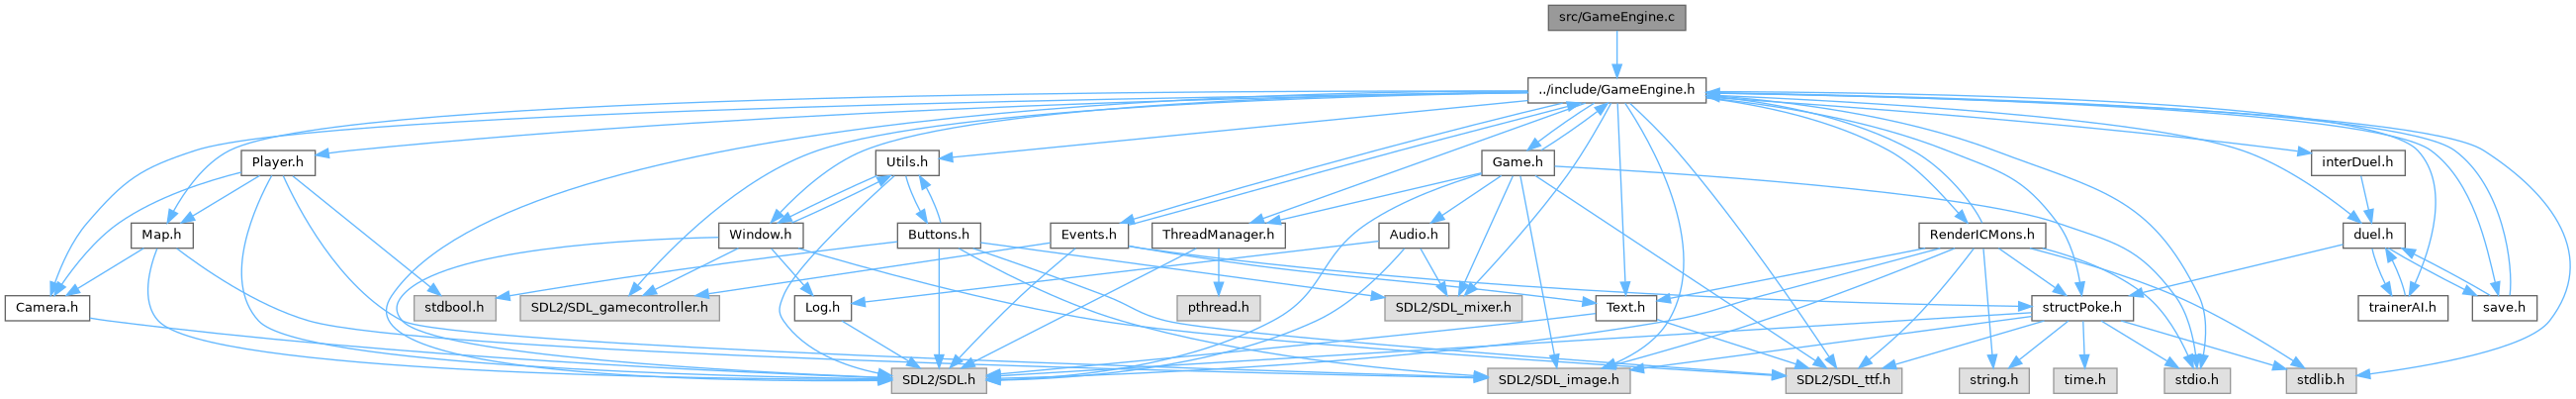 src/GameEngine.c
../include/GameEngine.h
Player.h
Utils.h
Game.h
interDuel.h
Map.h
Window.h
Buttons.h
Events.h
ThreadManager.h
Audio.h
RenderICMons.h
duel.h
Camera.h
stdbool.h
SDL2/SDL_gamecontroller.h
Log.h
pthread.h
SDL2/SDL_mixer.h
Text.h
structPoke.h
trainerAI.h
save.h
SDL2/SDL.h
SDL2/SDL_image.h
SDL2/SDL_ttf.h
string.h
time.h
stdio.h
stdlib.h